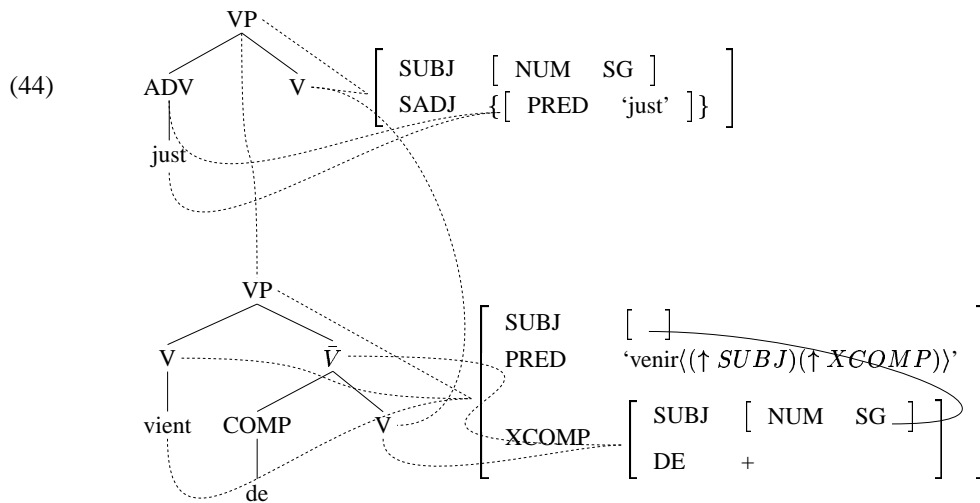 VP
(44)
ADV V
[ SUBJ [ NUM SG ]
SADJ {[ PRED ‘just’ ]} ]
just
VP
V V̄
[ SUBJ [ ]
PRED ‘venir⟨(↑ SUBJ)(↑ XCOMP)⟩’
vient COMP V
XCOMP [ SUBJ [ NUM SG ]
DE + ] ]
de